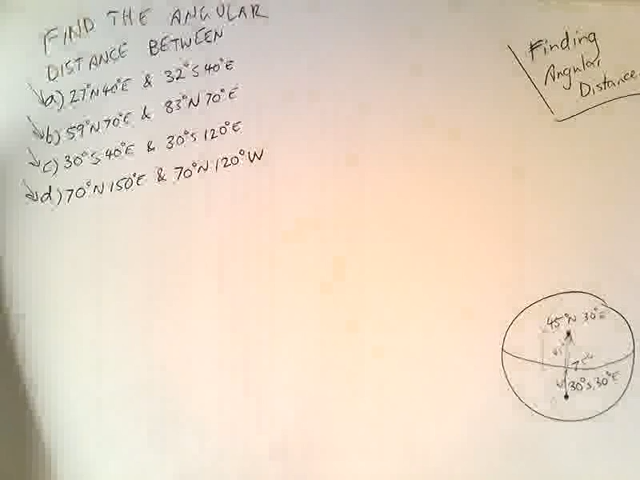 FIND THE ANGULAR
DISTANCE BETWEEN
a) 27°N 40°E & 32°S 40°E
b) 59°N 70°E & 83°N 70°E
c) 30°S 40°E & 30°S 120°E
d) 70°N 150°E & 70°N 120°W
Finding
Angular
Distance
45°N 30°E
30°S, 30°E